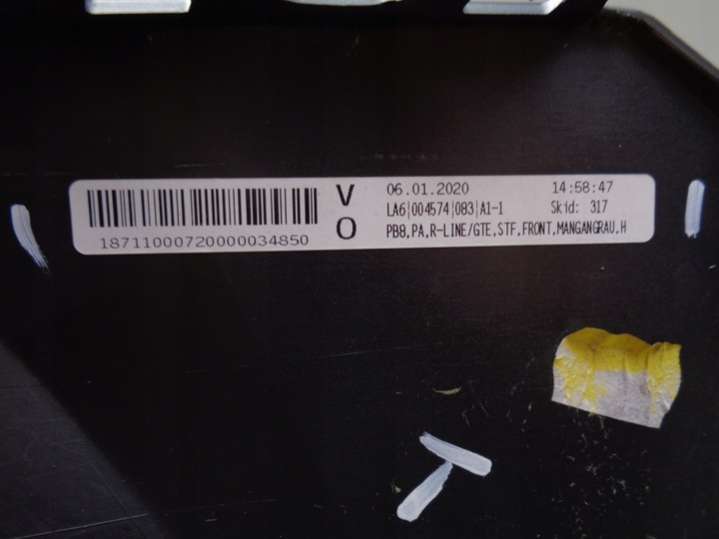 V
O
06.01.2020 14:58:47
LA6|004574|083|A1-1 Skid: 317
PB8,PA,R-LINE/GTE,STF,FRONT,MANGANGRAU,H
18711000720000034850